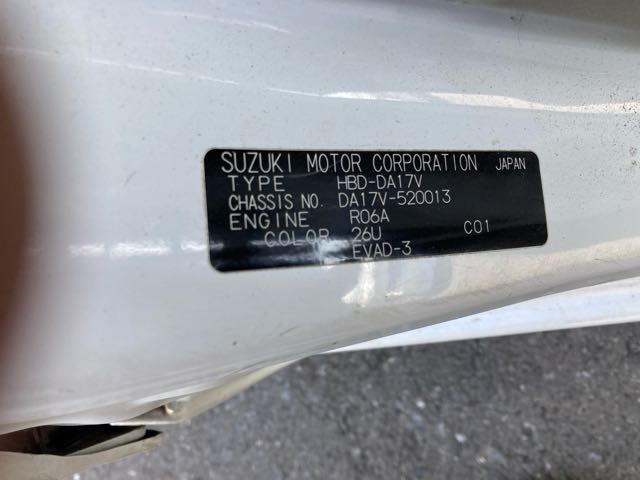 SUZUKI MOTOR CORPORATION JAPAN
TYPE HBD-DA17V
CHASSIS NO. DA17V-520013
ENGINE R06A
COLOR 26U C01
EVAD-3